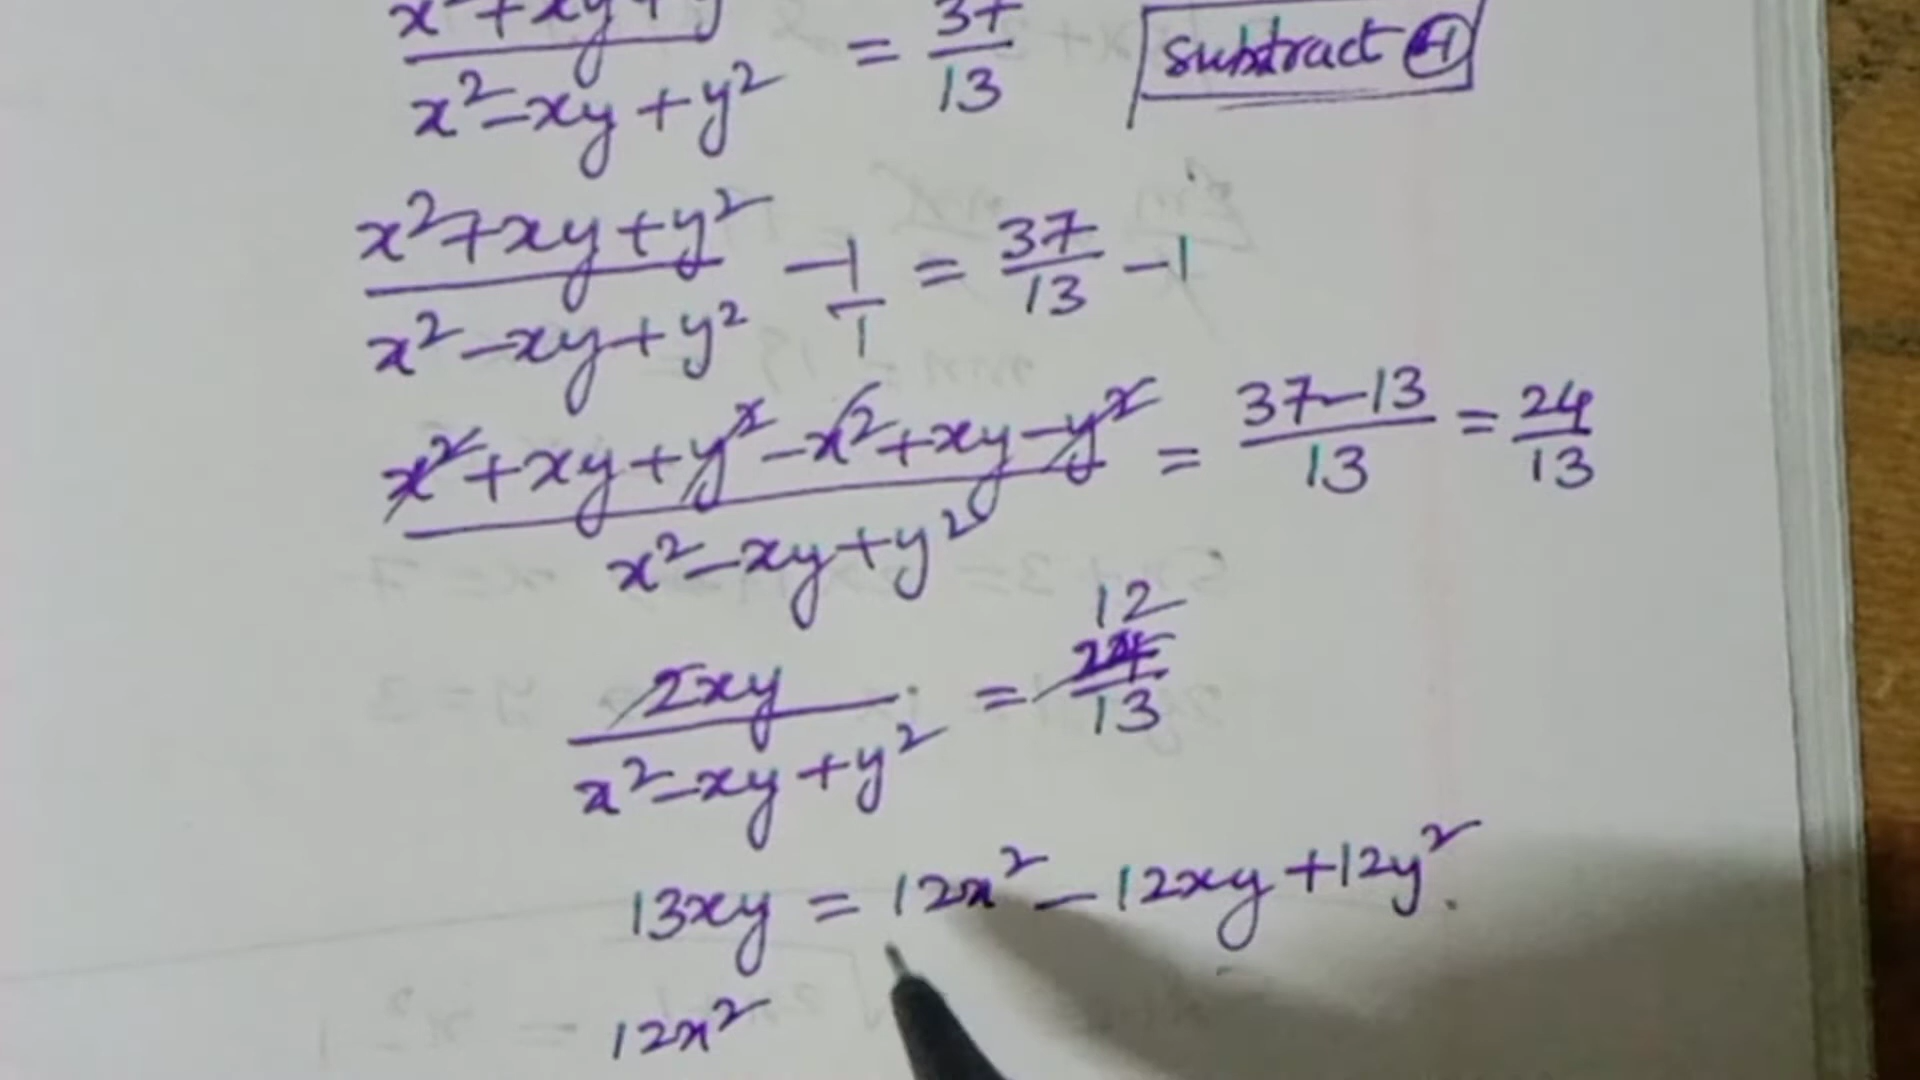 x²+xy+y² / x²-xy+y² = 37/13 subtract -1
x²+xy+y² / x²-xy+y² - 1/1 = 37/13 - 1
x²+xy+y²-x²+xy-y² / x²-xy+y² = 37-13/13 = 24/13
12
2xy / x²-xy+y² = 24/13
13xy = 12x² - 12xy + 12y².
12x²